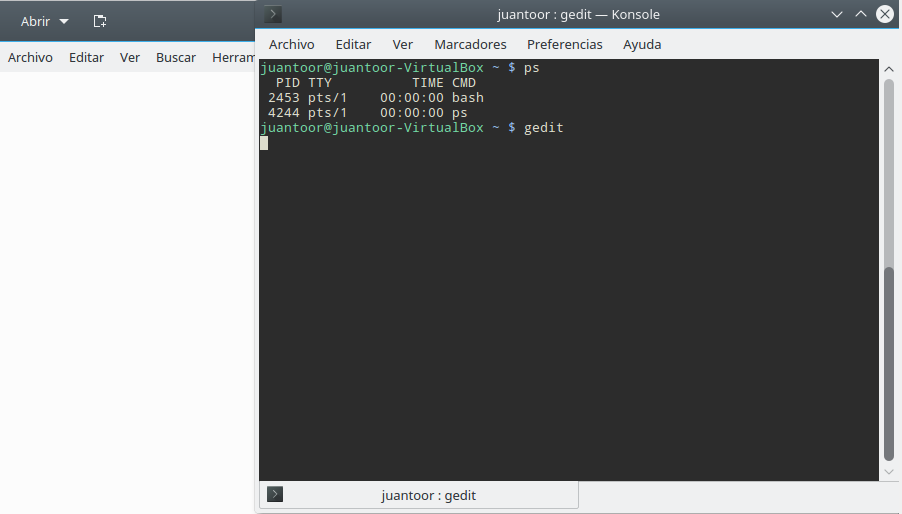 Abrir
Archivo Editar Ver Buscar Herram
juantoor : gedit — Konsole
Archivo Editar Ver Marcadores Preferencias Ayuda
juantoor@juantoor-VirtualBox ~ $ ps
  PID TTY          TIME CMD
 2453 pts/1    00:00:00 bash
 4244 pts/1    00:00:00 ps
juantoor@juantoor-VirtualBox ~ $ gedit
juantoor : gedit